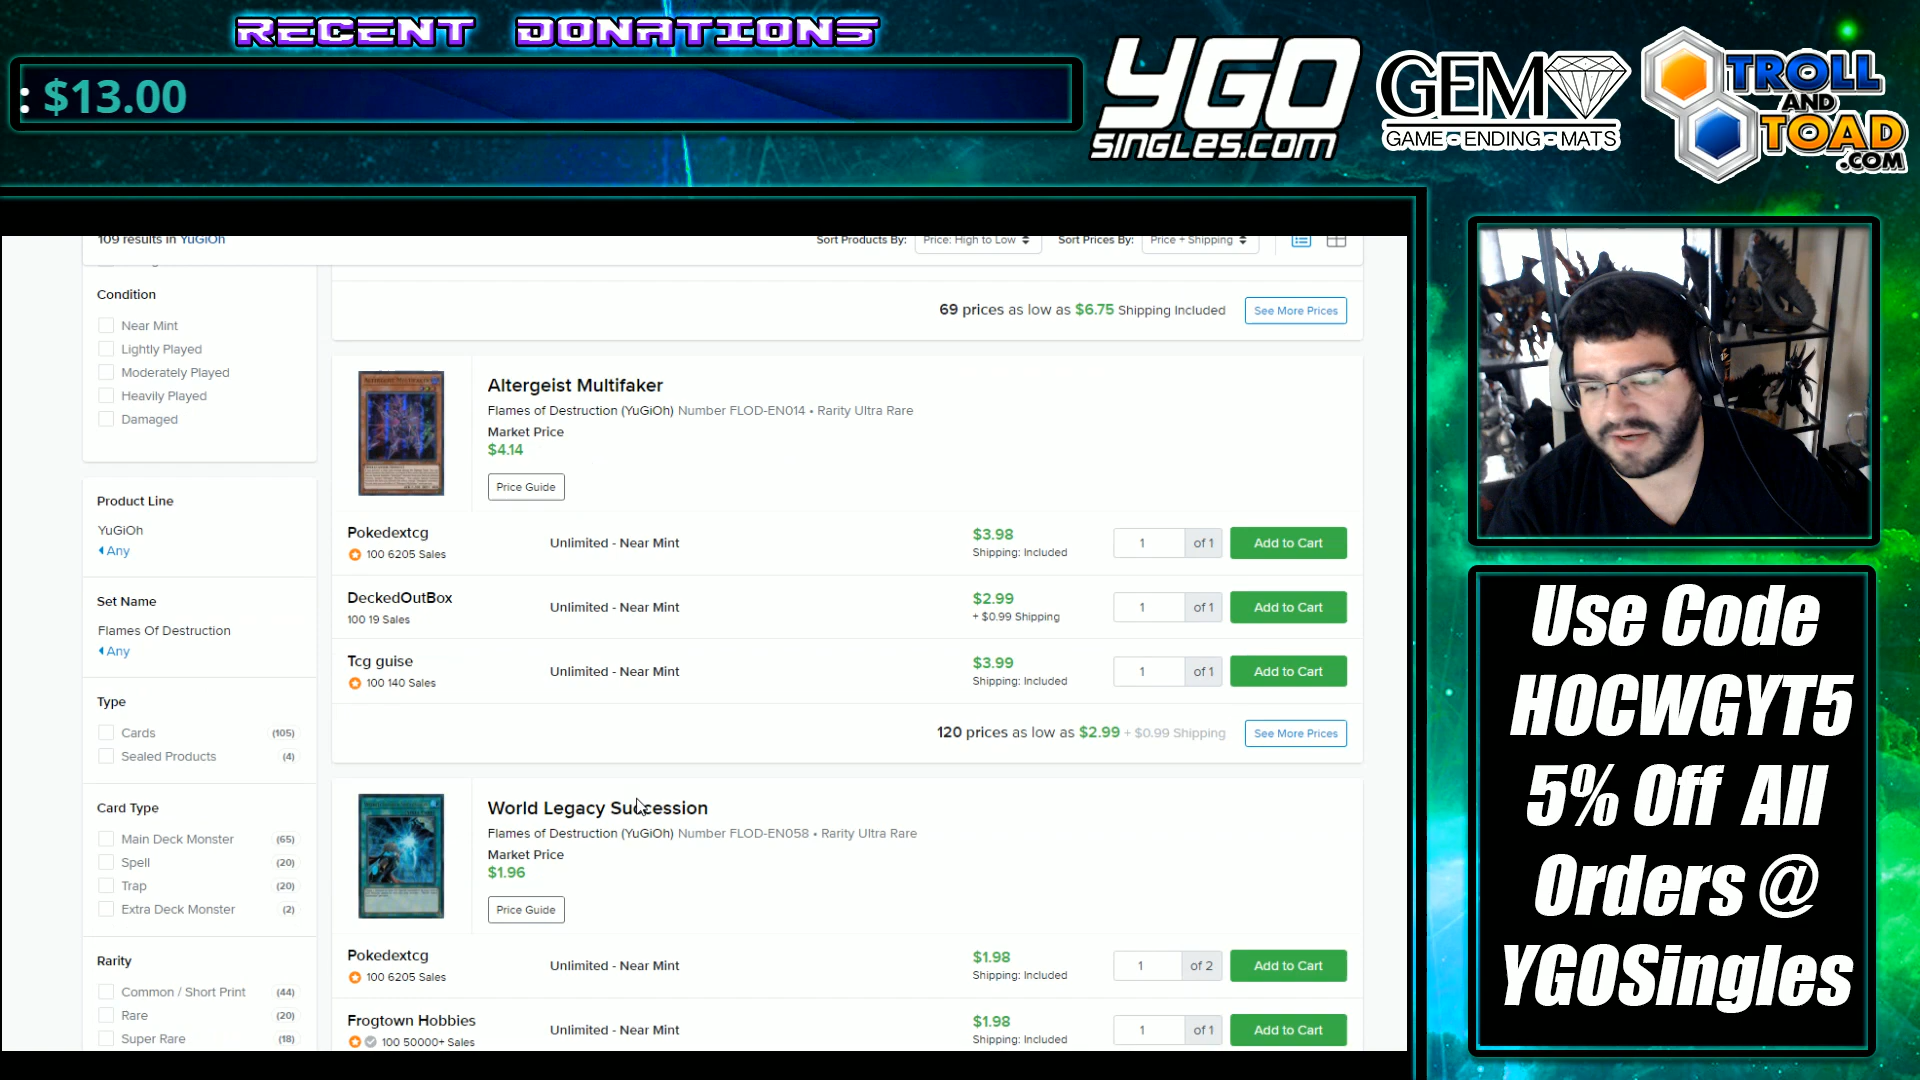 RECENT DONATIONS
: $13.00
YGO
SINGLES.COM
GEM
GAME - ENDING - MATS
TROLL
AND
TOAD
.COM
109 results in YuGiOh
Sort Products By:
Price: High to Low
Sort Prices By:
Price + Shipping
Condition
Near Mint
Lightly Played
Moderately Played
Heavily Played
Damaged
Product Line
YuGiOh
Any
Set Name
Flames Of Destruction
Any
Type
Cards (105)
Sealed Products (4)
Card Type
Main Deck Monster (65)
Spell (20)
Trap (20)
Extra Deck Monster (2)
Rarity
Common / Short Print (44)
Rare (20)
Super Rare (18)
69 prices as low as $6.75 Shipping Included
See More Prices
Altergeist Multifaker
Flames of Destruction (YuGiOh) Number FLOD-EN014 • Rarity Ultra Rare
Market Price
$4.14
Price Guide
Pokedextcg
100 6205 Sales
Unlimited - Near Mint
$3.98
Shipping: Included
1 of 1
Add to Cart
DeckedOutBox
100 19 Sales
Unlimited - Near Mint
$2.99
+ $0.99 Shipping
1 of 1
Add to Cart
Tcg guise
100 140 Sales
Unlimited - Near Mint
$3.99
Shipping: Included
1 of 1
Add to Cart
120 prices as low as $2.99 + $0.99 Shipping
See More Prices
World Legacy Succession
Flames of Destruction (YuGiOh) Number FLOD-EN058 • Rarity Ultra Rare
Market Price
$1.96
Price Guide
Pokedextcg
100 6205 Sales
Unlimited - Near Mint
$1.98
Shipping: Included
1 of 2
Add to Cart
Frogtown Hobbies
100 50000+ Sales
Unlimited - Near Mint
$1.98
Shipping: Included
1 of 1
Add to Cart
Use Code
HOCWGYT5
5% Off All
Orders @
YGOSingles